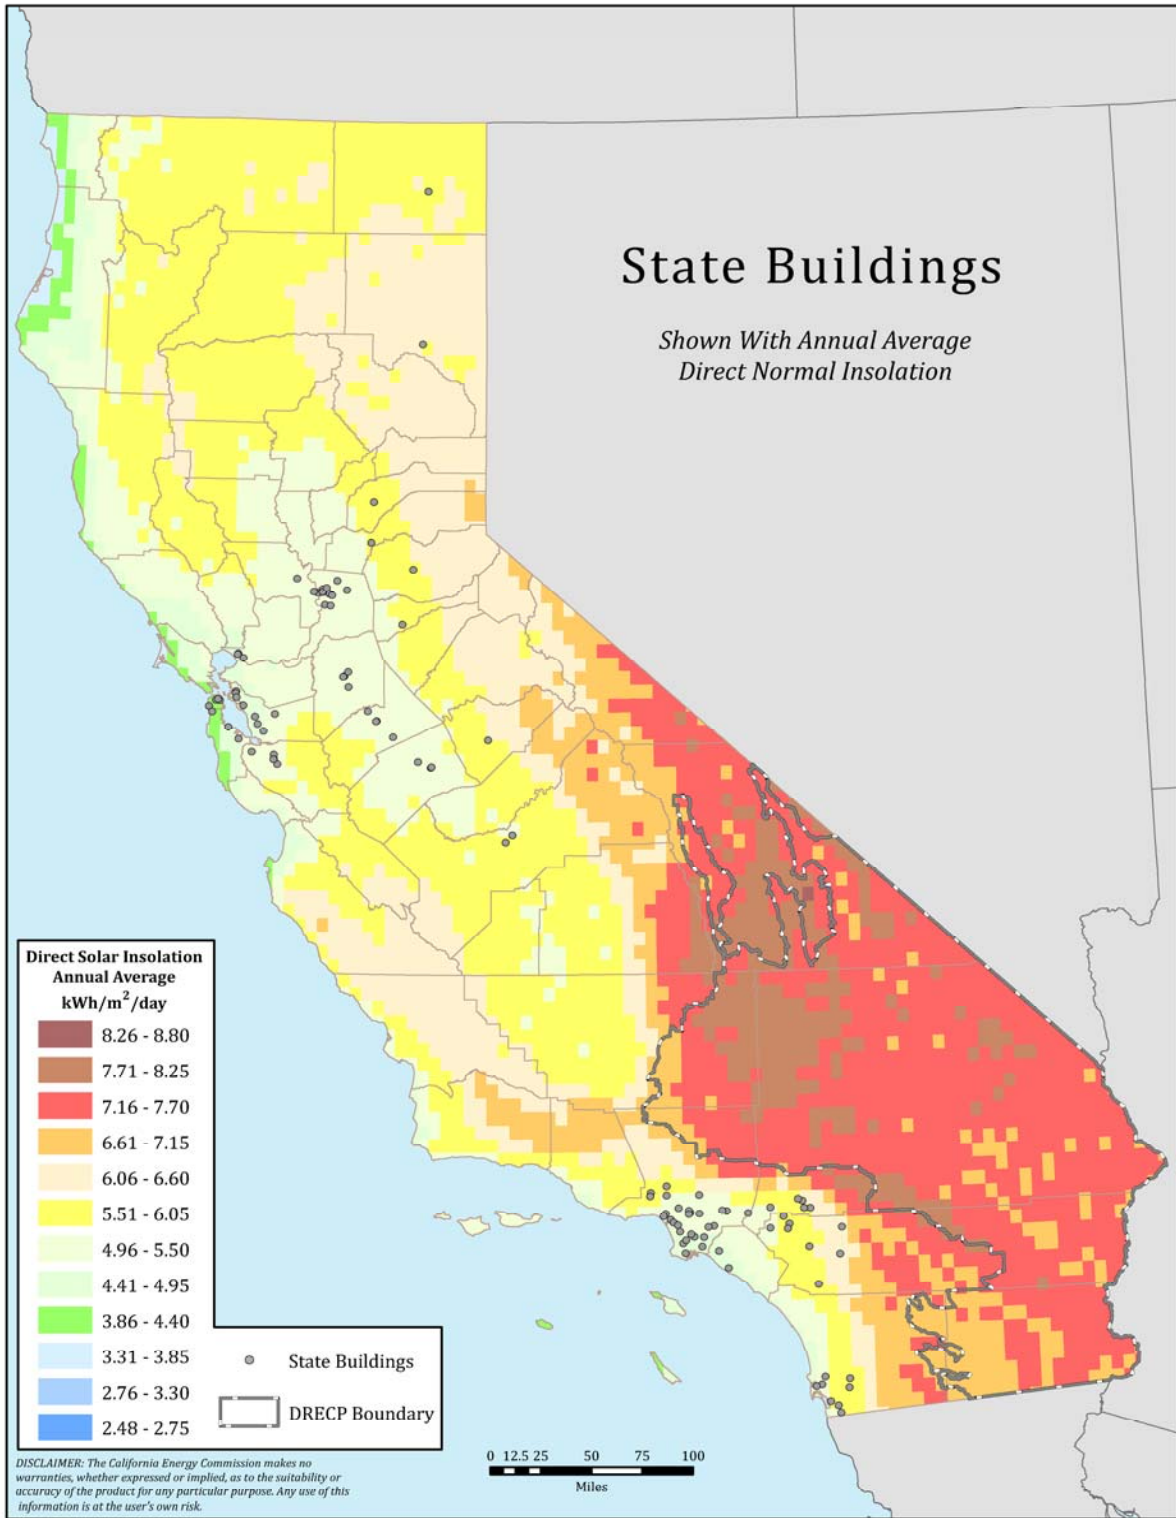 State Buildings
Shown With Annual Average
Direct Normal Insolation
Direct Solar Insolation
Annual Average
kWh/m²/day
8.26 - 8.80
7.71 - 8.25
7.16 - 7.70
6.61 - 7.15
6.06 - 6.60
5.51 - 6.05
4.96 - 5.50
4.41 - 4.95
3.86 - 4.40
3.31 - 3.85
2.76 - 3.30
2.48 - 2.75
State Buildings
DRECP Boundary
DISCLAIMER: The California Energy Commission makes no
warranties, whether expressed or implied, as to the suitability or
accuracy of the product for any particular purpose. Any use of this
information is at the user's own risk.
0 12.5 25 50 75 100
Miles